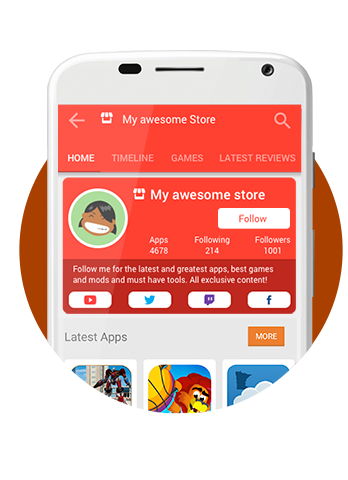 My awesome Store
HOME TIMELINE GAMES LATEST REVIEWS
My awesome store
Follow
Apps Following Followers
4678 214 1001
Follow me for the latest and greatest apps, best games
and mods and must have tools. All exclusive content!
Latest Apps MORE